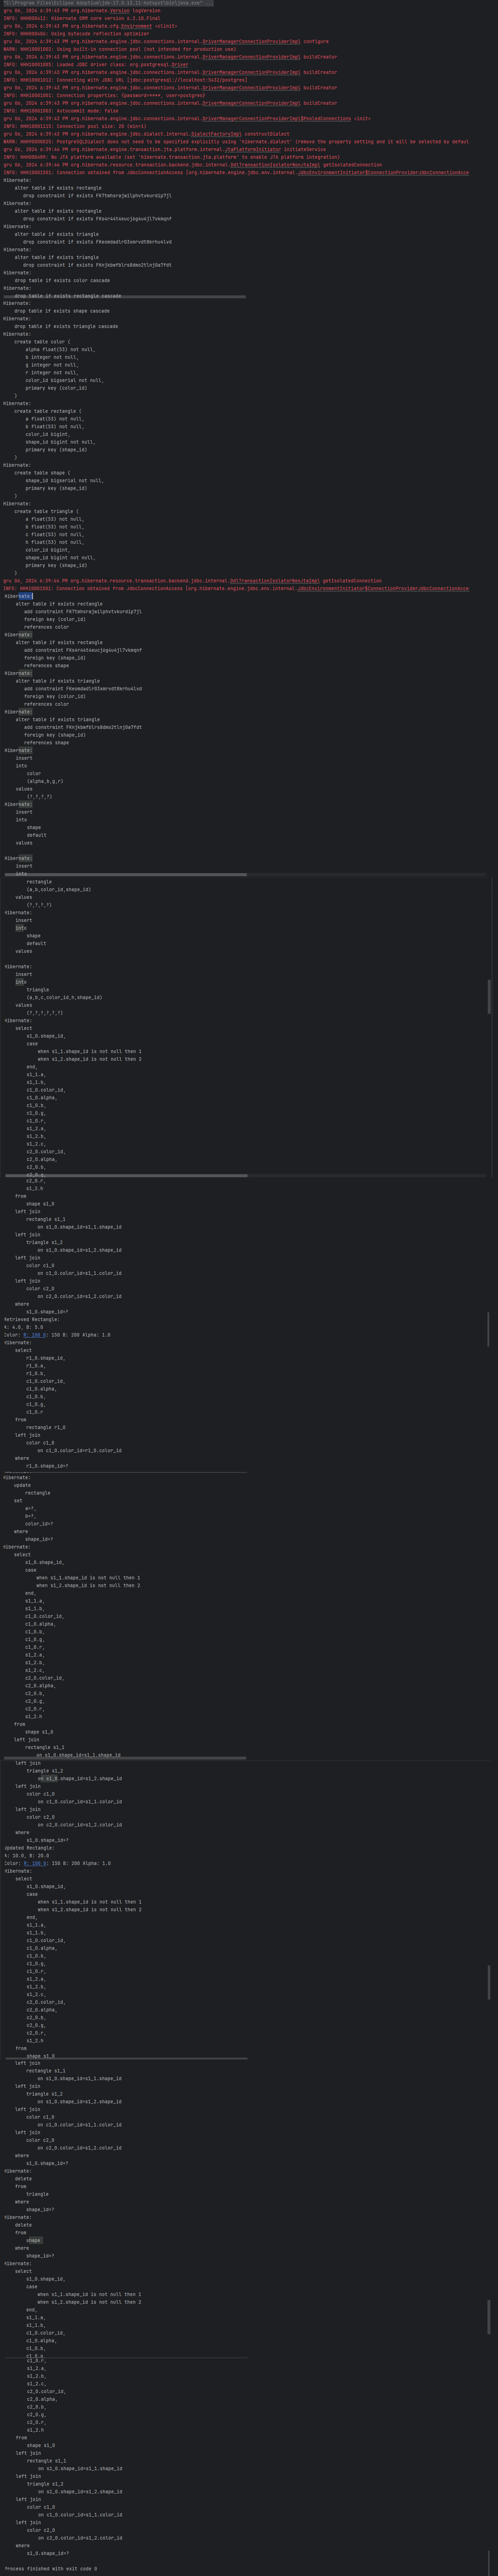 "C:\Program Files\Eclipse Adoptium\jdk-17.0.13.11-hotspot\bin\java.exe" ...
gru 06, 2024 6:39:43 PM org.hibernate.Version logVersion
INFO: HHH000412: Hibernate ORM core version 6.2.10.Final
gru 06, 2024 6:39:43 PM org.hibernate.cfg.Environment <clinit>
INFO: HHH000406: Using bytecode reflection optimizer
gru 06, 2024 6:39:43 PM org.hibernate.engine.jdbc.connections.internal.DriverManagerConnectionProviderImpl configure
WARN: HHH10001002: Using built-in connection pool (not intended for production use)
gru 06, 2024 6:39:43 PM org.hibernate.engine.jdbc.connections.internal.DriverManagerConnectionProviderImpl buildCreator
INFO: HHH10001005: Loaded JDBC driver class: org.postgresql.Driver
gru 06, 2024 6:39:43 PM org.hibernate.engine.jdbc.connections.internal.DriverManagerConnectionProviderImpl buildCreator
INFO: HHH10001012: Connecting with JDBC URL [jdbc:postgresql://localhost:5432/postgres]
gru 06, 2024 6:39:43 PM org.hibernate.engine.jdbc.connections.internal.DriverManagerConnectionProviderImpl buildCreator
INFO: HHH10001001: Connection properties: {password=****, user=postgres}
gru 06, 2024 6:39:43 PM org.hibernate.engine.jdbc.connections.internal.DriverManagerConnectionProviderImpl buildCreator
INFO: HHH10001003: Autocommit mode: false
gru 06, 2024 6:39:43 PM org.hibernate.engine.jdbc.connections.internal.DriverManagerConnectionProviderImpl$PooledConnections <init>
INFO: HHH10001115: Connection pool size: 20 (min=1)
gru 06, 2024 6:39:43 PM org.hibernate.engine.jdbc.dialect.internal.DialectFactoryImpl constructDialect
WARN: HHH90000025: PostgreSQLDialect does not need to be specified explicitly using 'hibernate.dialect' (remove the property setting and it will be selected by defaul
gru 06, 2024 6:39:44 PM org.hibernate.engine.transaction.jta.platform.internal.JtaPlatformInitiator initiateService
INFO: HHH000489: No JTA platform available (set 'hibernate.transaction.jta.platform' to enable JTA platform integration)
gru 06, 2024 6:39:44 PM org.hibernate.resource.transaction.backend.jdbc.internal.DdlTransactionIsolatorNonJtaImpl getIsolatedConnection
INFO: HHH10001501: Connection obtained from JdbcConnectionAccess [org.hibernate.engine.jdbc.env.internal.JdbcEnvironmentInitiator$ConnectionProviderJdbcConnectionAcce
Hibernate:
alter table if exists rectangle
drop constraint if exists
Hibernate:
alter table if exists rectangle
drop constraint if exists
Hibernate:
alter table if exists triangle
drop constraint if exists
Hibernate:
alter table if exists triangle
drop constraint if exists
Hibernate:
drop table if exists color cascade
Hibernate:
drop table if exists rectangle cascade
Hibernate:
drop table if exists shape cascade
Hibernate:
drop table if exists triangle cascade
Hibernate:
create table color (
alpha float(53) not null,
b integer not null,
g integer not null,
r integer not null,
color_id bigserial not null,
primary key (color_id)
)
Hibernate:
create table rectangle (
a float(53) not null,
b float(53) not null,
color_id bigint,
shape_id bigint not null,
primary key (shape_id)
)
Hibernate:
create table shape (
shape_id bigserial not null,
primary key (shape_id)
)
Hibernate:
create table triangle (
a float(53) not null,
b float(53) not null,
c float(53) not null,
h float(53) not null,
color_id bigint,
shape_id bigint not null,
primary key (shape_id)
)
gru 06, 2024 6:39:44 PM org.hibernate.resource.transaction.backend.jdbc.internal.DdlTransactionIsolatorNonJtaImpl getIsolatedConnection
INFO: HHH10001501: Connection obtained from JdbcConnectionAccess [org.hibernate.engine.jdbc.env.internal.JdbcEnvironmentInitiator$ConnectionProviderJdbcConnectionAcce
Hibernate:
alter table if exists rectangle
add constraint
foreign key (color_id)
references color
Hibernate:
alter table if exists rectangle
add constraint
foreign key (shape_id)
references shape
Hibernate:
alter table if exists triangle
add constraint
foreign key (color_id)
references color
Hibernate:
alter table if exists triangle
add constraint
foreign key (shape_id)
references shape
Hibernate:
insert
into
color
(alpha,b,g,r)
values
(?,?,?,?)
Hibernate:
insert
into
shape
default
values
Hibernate:
insert
into
rectangle
(a,b,color_id,shape_id)
values
(?,?,?,?)
Hibernate:
insert
into
shape
default
values
Hibernate:
insert
into
triangle
(a,b,c,color_id,h,shape_id)
values
(?,?,?,?,?,?)
Hibernate:
select
s1_0.shape_id,
case
when s1_1.shape_id is not null then 1
when s1_2.shape_id is not null then 2
end,
s1_1.a,
s1_1.b,
c1_0.color_id,
c1_0.alpha,
c1_0.b,
c1_0.g,
c1_0.r,
s1_2.a,
s1_2.b,
s1_2.c,
c2_0.color_id,
c2_0.alpha,
c2_0.b,
c2_0.g,
c2_0.r,
s1_2.h
from
shape s1_0
left join
rectangle s1_1
on s1_0.shape_id=s1_1.shape_id
left join
triangle s1_2
on s1_0.shape_id=s1_2.shape_id
left join
color c1_0
on c1_0.color_id=s1_1.color_id
left join
color c2_0
on c2_0.color_id=s1_2.color_id
where
s1_0.shape_id=?
Retrieved Rectangle:
A: 4.0, B: 5.0
Color: R: 100 G: 150 B: 200 Alpha: 1.0
Hibernate:
select
r1_0.shape_id,
r1_0.a,
r1_0.b,
c1_0.color_id,
c1_0.alpha,
c1_0.b,
c1_0.g,
c1_0.r
from
rectangle r1_0
left join
color c1_0
on c1_0.color_id=r1_0.color_id
where
r1_0.shape_id=?
Hibernate:
update
rectangle
set
a=?,
b=?,
color_id=?
where
shape_id=?
Hibernate:
select
s1_0.shape_id,
case
when s1_1.shape_id is not null then 1
when s1_2.shape_id is not null then 2
end,
s1_1.a,
s1_1.b,
c1_0.color_id,
c1_0.alpha,
c1_0.b,
c1_0.g,
c1_0.r,
s1_2.a,
s1_2.b,
s1_2.c,
c2_0.color_id,
c2_0.alpha,
c2_0.b,
c2_0.g,
c2_0.r,
s1_2.h
from
shape s1_0
left join
rectangle s1_1
on s1_0.shape_id=s1_1.shape_id
left join
triangle s1_2
on s1_0.shape_id=s1_2.shape_id
left join
color c1_0
on c1_0.color_id=s1_1.color_id
left join
color c2_0
on c2_0.color_id=s1_2.color_id
where
s1_0.shape_id=?
Updated Rectangle:
A: 10.0, B: 20.0
Color: R: 100 G: 150 B: 200 Alpha: 1.0
Hibernate:
select
s1_0.shape_id,
case
when s1_1.shape_id is not null then 1
when s1_2.shape_id is not null then 2
end,
s1_1.a,
s1_1.b,
c1_0.color_id,
c1_0.alpha,
c1_0.b,
c1_0.g,
c1_0.r,
s1_2.a,
s1_2.b,
s1_2.c,
c2_0.color_id,
c2_0.alpha,
c2_0.b,
c2_0.g,
c2_0.r,
s1_2.h
from
shape s1_0
left join
rectangle s1_1
on s1_0.shape_id=s1_1.shape_id
left join
triangle s1_2
on s1_0.shape_id=s1_2.shape_id
left join
color c1_0
on c1_0.color_id=s1_1.color_id
left join
color c2_0
on c2_0.color_id=s1_2.color_id
where
s1_0.shape_id=?
Hibernate:
delete
from
triangle
where
shape_id=?
Hibernate:
delete
from
shape
where
shape_id=?
Hibernate:
select
s1_0.shape_id,
case
when s1_1.shape_id is not null then 1
when s1_2.shape_id is not null then 2
end,
s1_1.a,
s1_1.b,
c1_0.color_id,
c1_0.alpha,
c1_0.b,
c1_0.g,
c1_0.r,
s1_2.a,
s1_2.b,
s1_2.c,
c2_0.color_id,
c2_0.alpha,
c2_0.b,
c2_0.g,
c2_0.r,
s1_2.h
from
shape s1_0
left join
rectangle s1_1
on s1_0.shape_id=s1_1.shape_id
left join
triangle s1_2
on s1_0.shape_id=s1_2.shape_id
left join
color c1_0
on c1_0.color_id=s1_1.color_id
left join
color c2_0
on c2_0.color_id=s1_2.color_id
where
s1_0.shape_id=?
Process finished with exit code 0